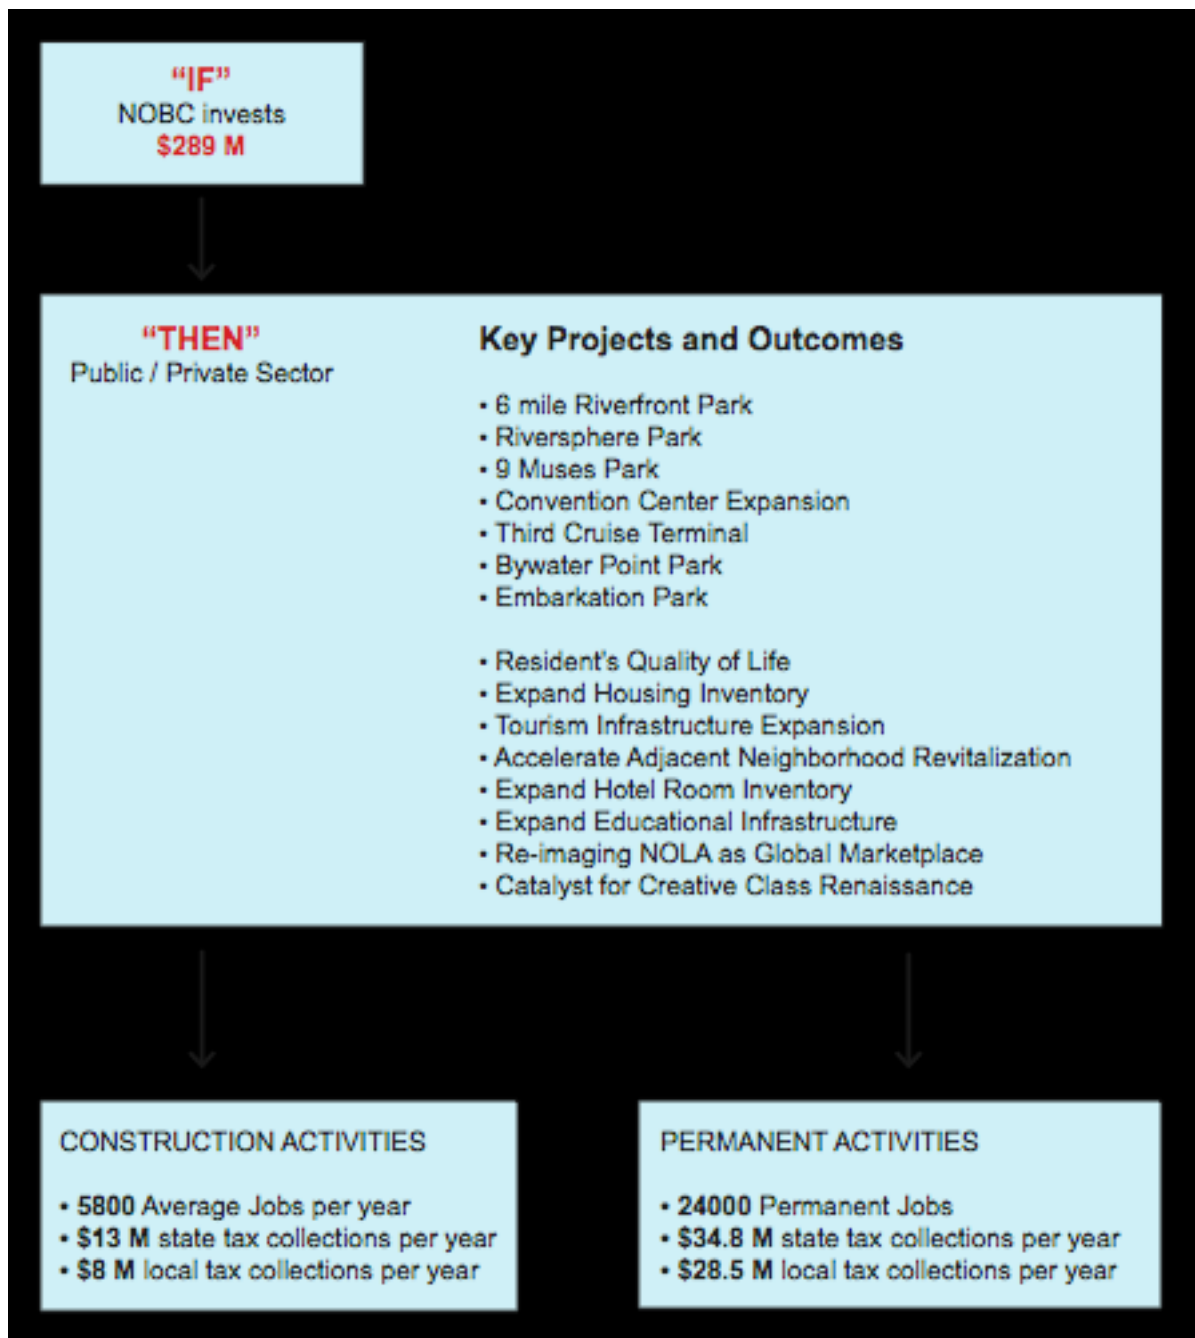 “IF”
NOBC invests
$289 M
“THEN”
Public / Private Sector
Key Projects and Outcomes
• 6 mile Riverfront Park
• Riversphere Park
• 9 Muses Park
• Convention Center Expansion
• Third Cruise Terminal
• Bywater Point Park
• Embarkation Park
• Resident’s Quality of Life
• Expand Housing Inventory
• Tourism Infrastructure Expansion
• Accelerate Adjacent Neighborhood Revitalization
• Expand Hotel Room Inventory
• Expand Educational Infrastructure
• Re-imaging NOLA as Global Marketplace
• Catalyst for Creative Class Renaissance
CONSTRUCTION ACTIVITIES
• 5800 Average Jobs per year
• $13 M state tax collections per year
• $8 M local tax collections per year
PERMANENT ACTIVITIES
• 24000 Permanent Jobs
• $34.8 M state tax collections per year
• $28.5 M local tax collections per year